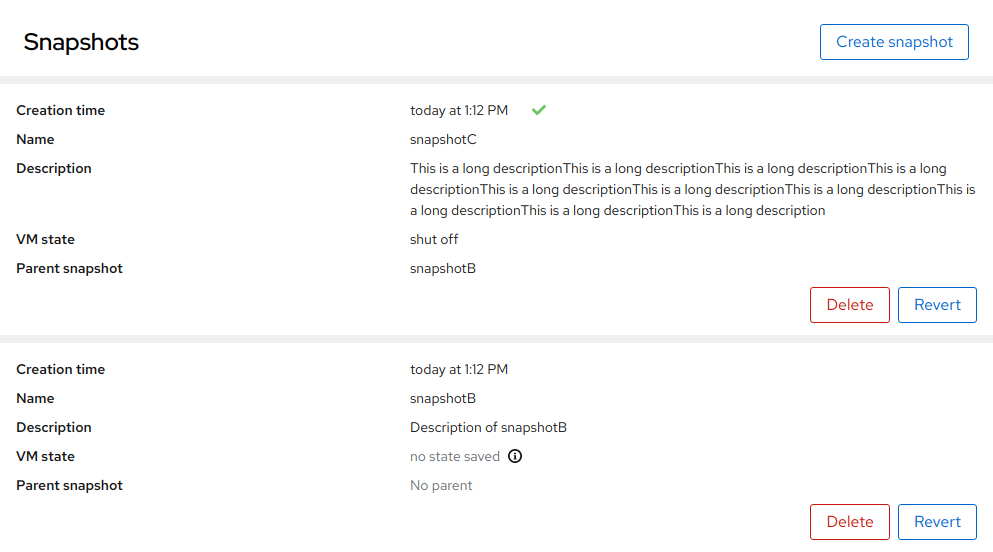 Snapshots
Create snapshot
Creation time today at 1:12 PM
Name snapshotC
Description This is a long descriptionThis is a long descriptionThis is a long descriptionThis is a long
descriptionThis is a long descriptionThis is a long descriptionThis is a long descriptionThis is
a long descriptionThis is a long descriptionThis is a long description
VM state shut off
Parent snapshot snapshotB
Delete Revert
Creation time today at 1:12 PM
Name snapshotB
Description Description of snapshotB
VM state no state saved
Parent snapshot No parent
Delete Revert